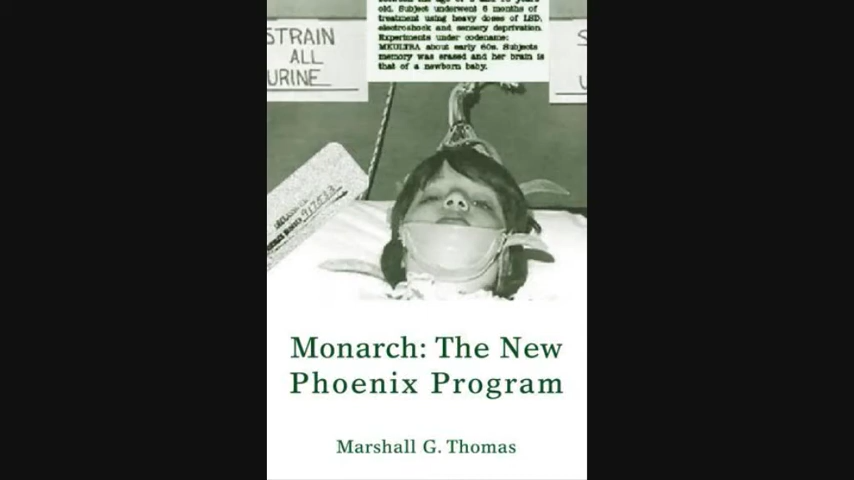 old. Subject underwent 6 months of
treatment using heavy doses of LSD,
electroshock and sensory deprivation.
Experiments under codename:
MKULTRA about early 60s. Subjects
memory was erased and her brain is
that of a newborn baby.
STRAIN
ALL
URINE
S
U
917533
Monarch: The New
Phoenix Program
Marshall G. Thomas